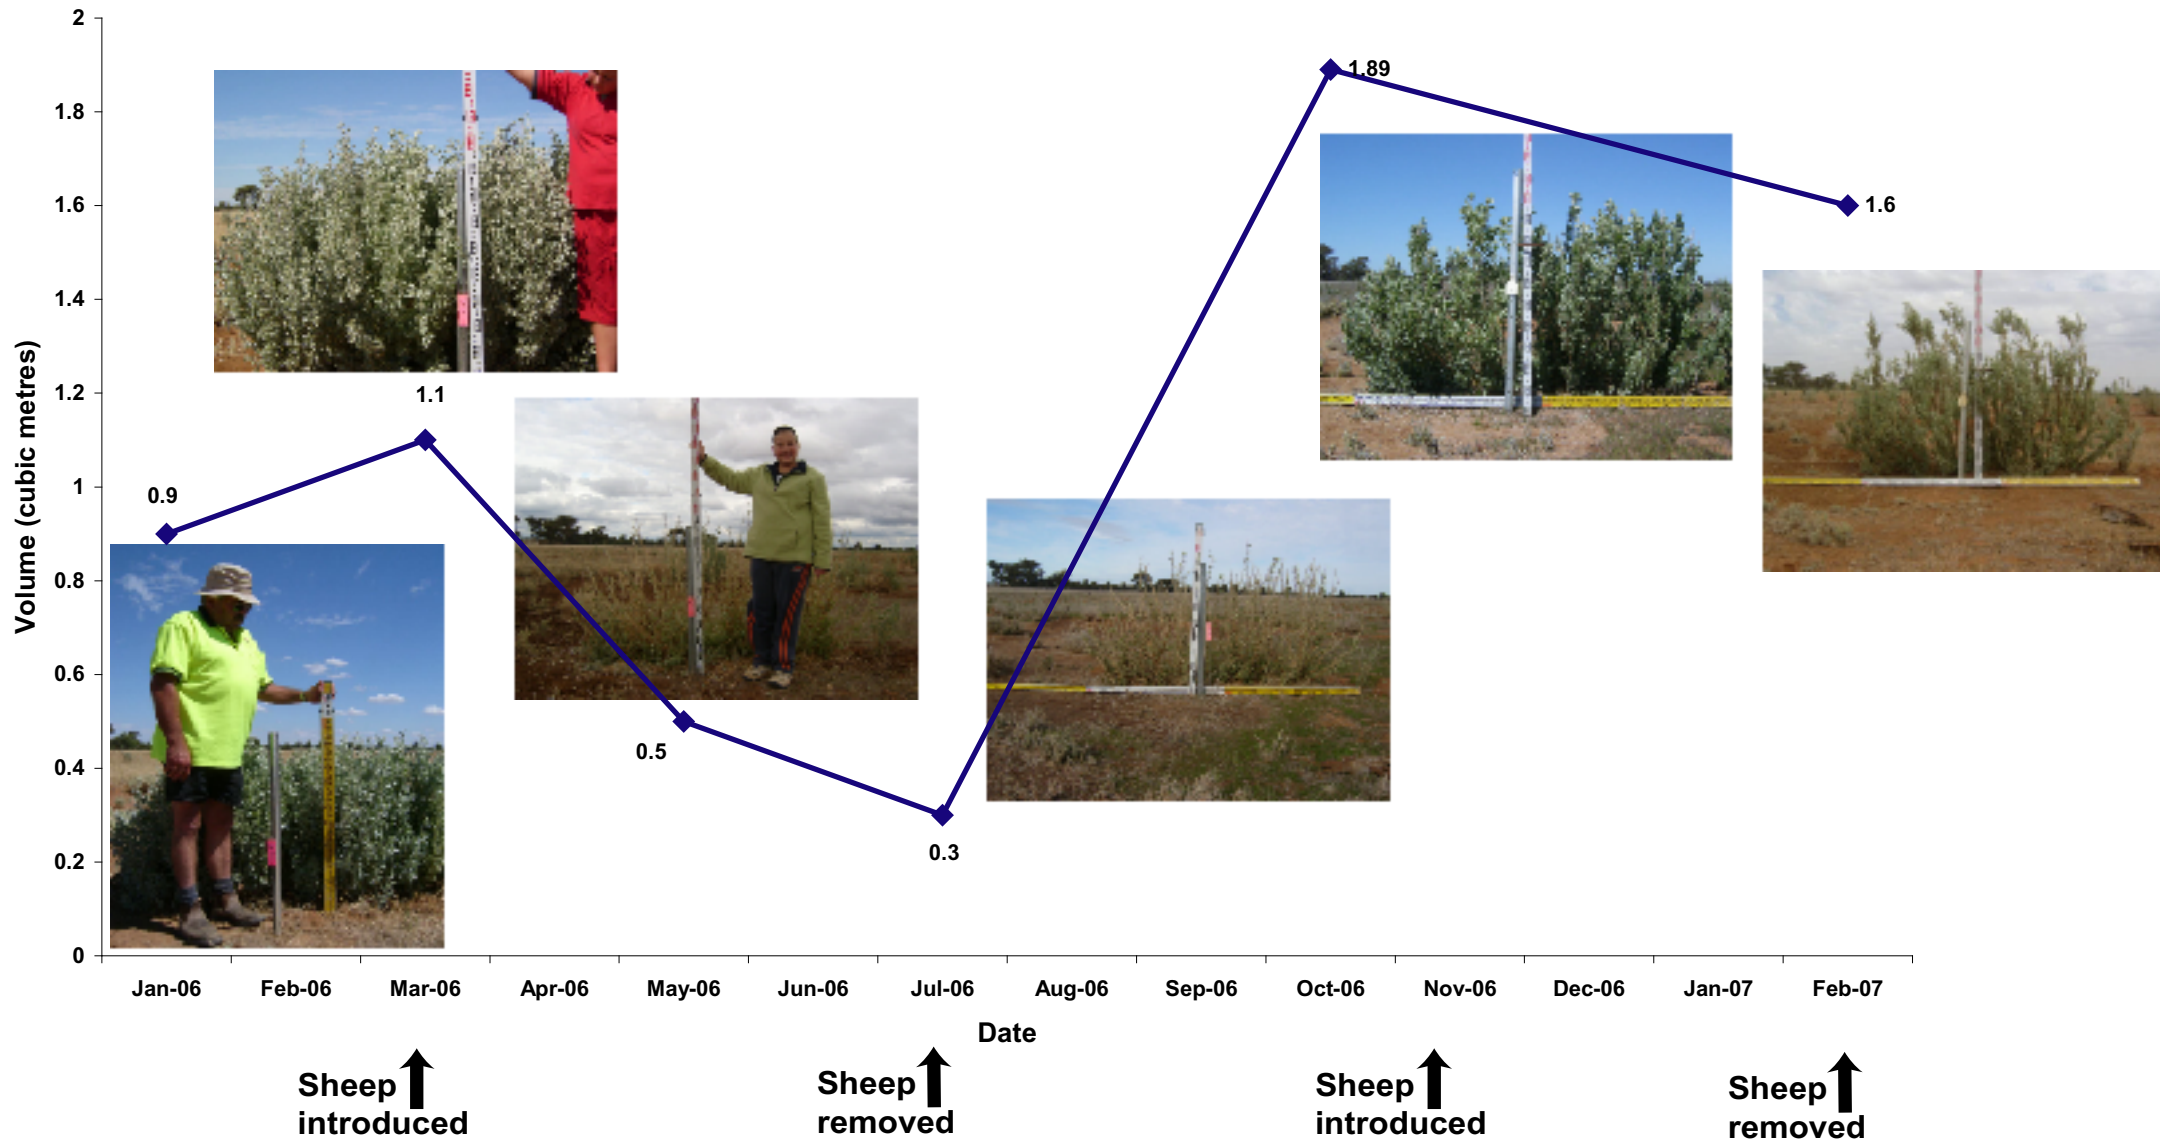 2
1.8
1.6
1.4
1.2
1
0.8
0.6
0.4
0.2
0
Volume (cubic metres)
0.9
1.1
0.5
0.3
1.89
1.6
Jan-06 Feb-06 Mar-06 Apr-06 May-06 Jun-06 Jul-06 Aug-06 Sep-06 Oct-06 Nov-06 Dec-06 Jan-07 Feb-07
Date
Sheep
introduced
Sheep
removed
Sheep
introduced
Sheep
removed